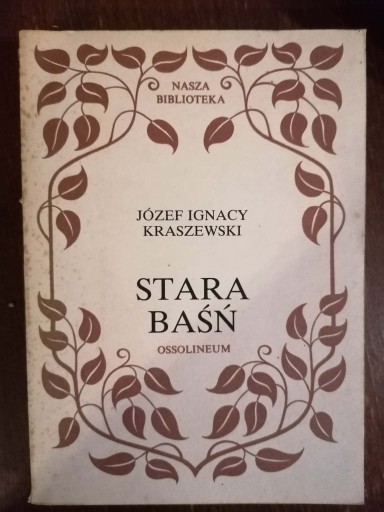 NASZA
BIBLIOTEKA
JÓZEF IGNACY
KRASZEWSKI
STARA
BAŚŃ
OSSOLINEUM